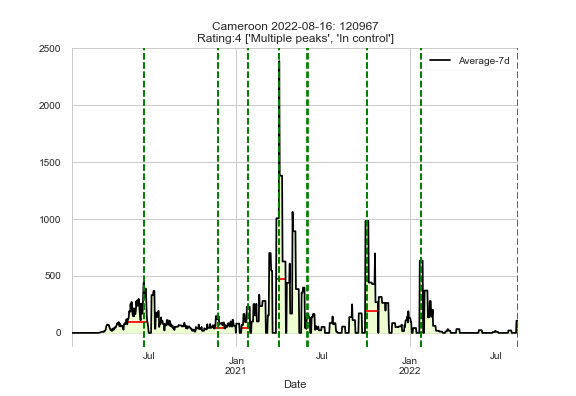 Cameroon 2022-08-16: 120967
Rating:4 ['Multiple peaks', 'In control']
2500
2000
1500
1000
500
0
Average-7d
Jul
Jan
2021
Jul
Jan
2022
Jul
Date